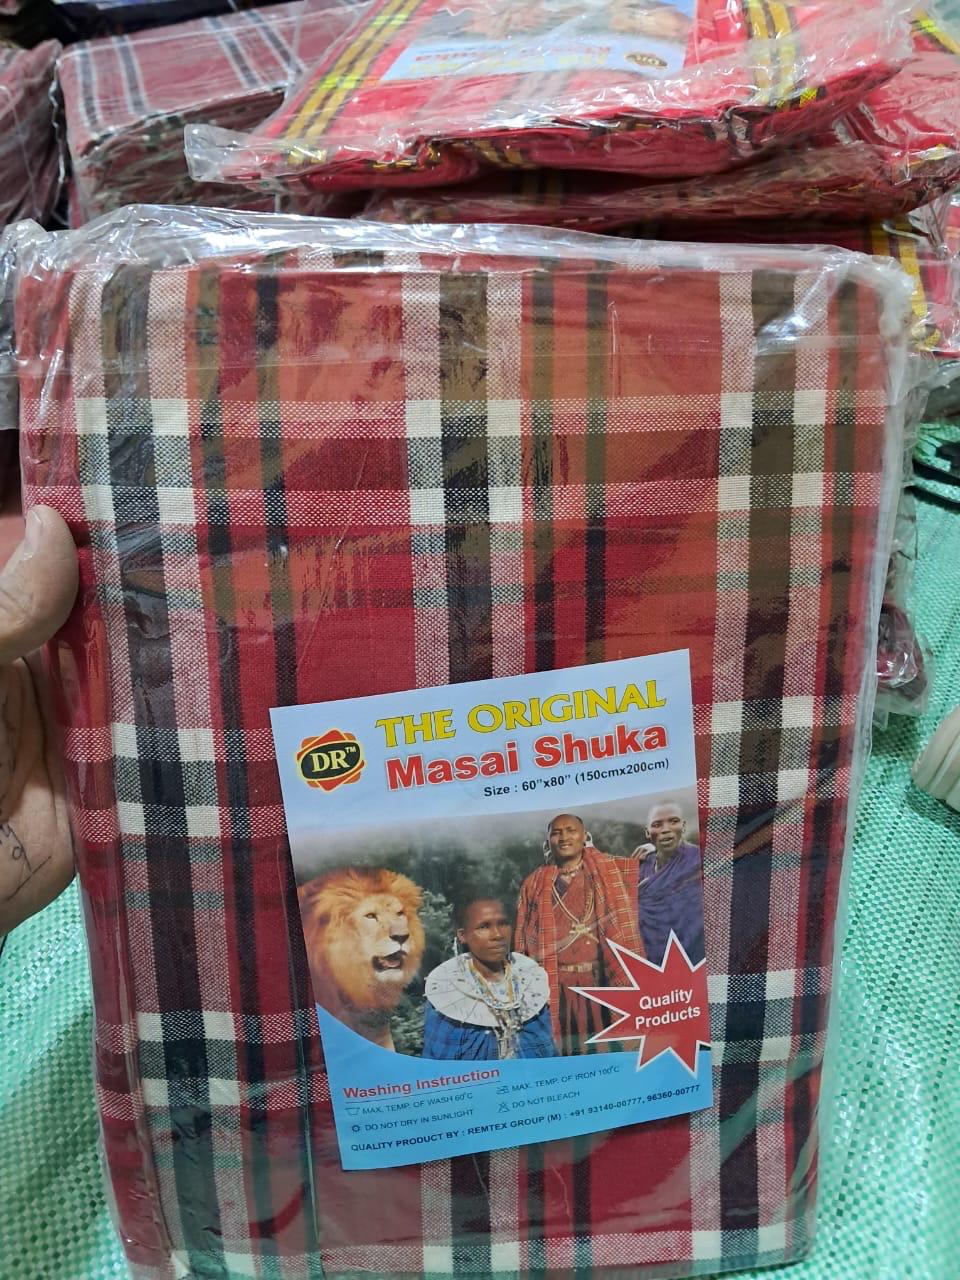 DR™
THE ORIGINAL
Masai Shuka
Size : 60"x80" (150cmx200cm)
Quality
Products
Washing Instruction
MAX. TEMP. OF WASH 60°C
MAX. TEMP. OF IRON 100°C
DO NOT DRY IN SUNLIGHT
DO NOT BLEACH
QUALITY PRODUCT BY : REMTEX GROUP (M) : +91 93140-00777, 96360-00777